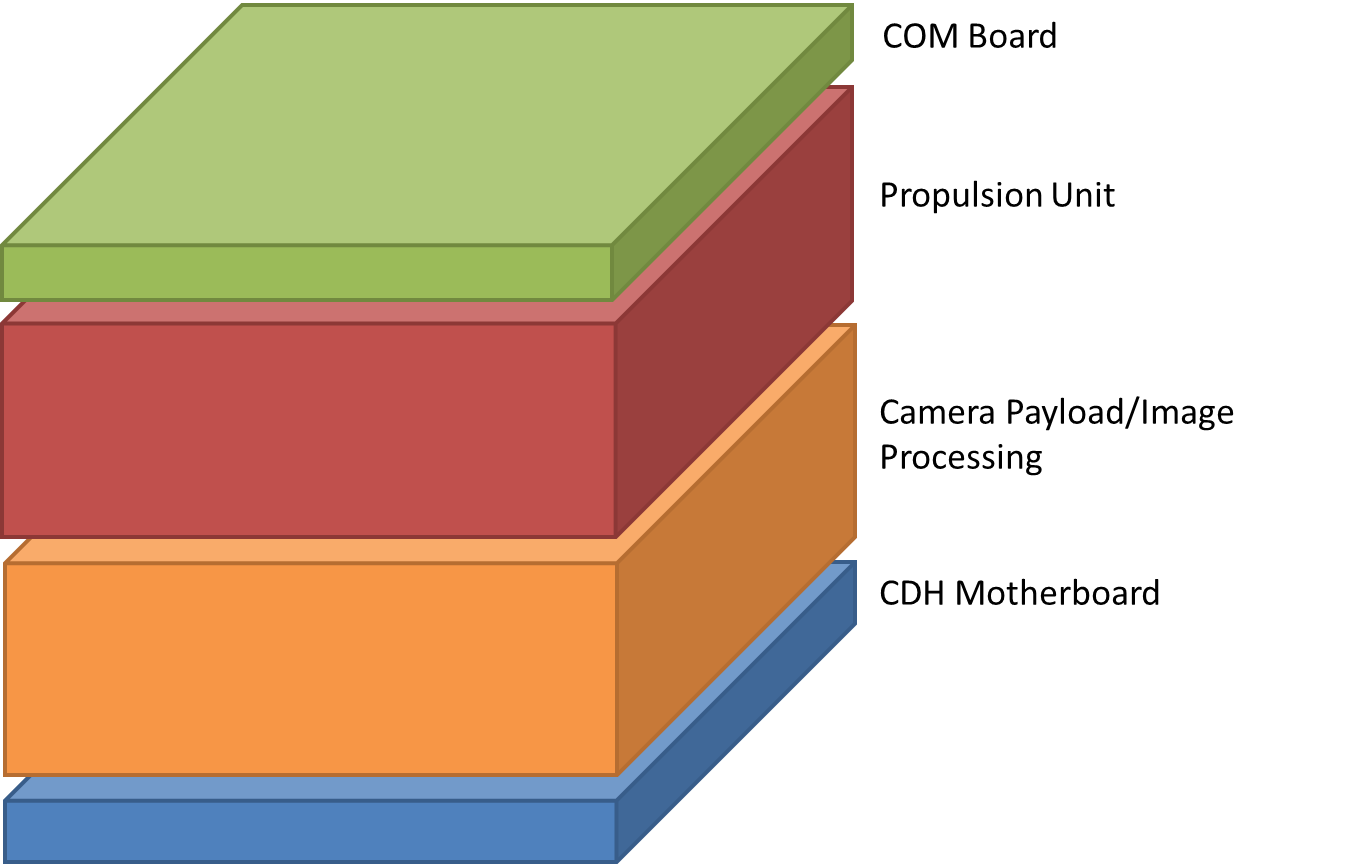 COM Board
Propulsion Unit
Camera Payload/Image
Processing
CDH Motherboard